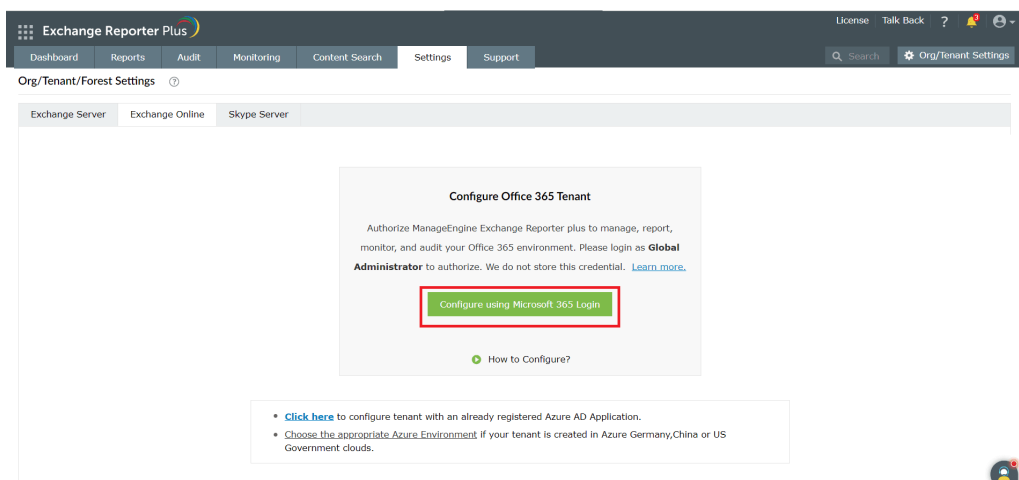 License Talk Back ? 3
Exchange Reporter Plus
Dashboard Reports Audit Monitoring Content Search Settings Support Search Org/Tenant Settings
Org/Tenant/Forest Settings ?
Exchange Server Exchange Online Skype Server
Configure Office 365 Tenant
Authorize ManageEngine Exchange Reporter plus to manage, report,
monitor, and audit your Office 365 environment. Please login as Global
Administrator to authorize. We do not store this credential. Learn more.
Configure using Microsoft 365 Login
How to Configure?
• Click here to configure tenant with an already registered Azure AD Application.
• Choose the appropriate Azure Environment if your tenant is created in Azure Germany,China or US
Government clouds.